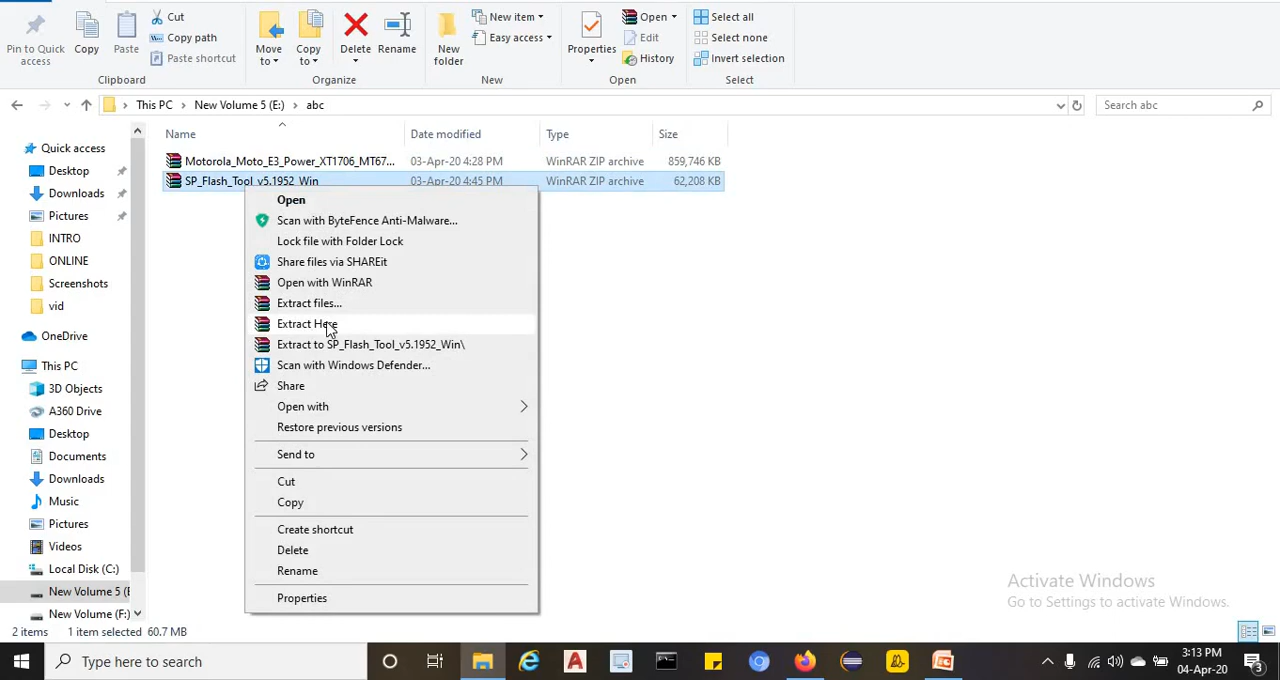 Pin to Quick access
Copy
Paste
Cut
Copy path
Paste shortcut
Clipboard
Move to
Copy to
Delete
Rename
Organize
New folder
New item
Easy access
New
Properties
Open
Edit
History
Open
Select all
Select none
Invert selection
Select
This PC
New Volume 5 (E:)
abc
Search abc
Name
Date modified
Type
Size
Motorola_Moto_E3_Power_XT1706_MT67...
03-Apr-20 4:28 PM
WinRAR ZIP archive
859,746 KB
SP_Flash_Tool_v5.1952_Win
03-Apr-20 4:45 PM
WinRAR ZIP archive
62,208 KB
Quick access
Desktop
Downloads
Pictures
INTRO
ONLINE
Screenshots
vid
OneDrive
This PC
3D Objects
A360 Drive
Desktop
Documents
Downloads
Music
Pictures
Videos
Local Disk (C:)
New Volume 5 (E
New Volume (F:)
Open
Scan with ByteFence Anti-Malware...
Lock file with Folder Lock
Share files via SHAREit
Open with WinRAR
Extract files...
Extract Here
Extract to SP_Flash_Tool_v5.1952_Win\
Scan with Windows Defender...
Share
Open with
Restore previous versions
Send to
Cut
Copy
Create shortcut
Delete
Rename
Properties
Activate Windows
Go to Settings to activate Windows.
2 items
1 item selected 60.7 MB
Type here to search
3:13 PM
04-Apr-20
3